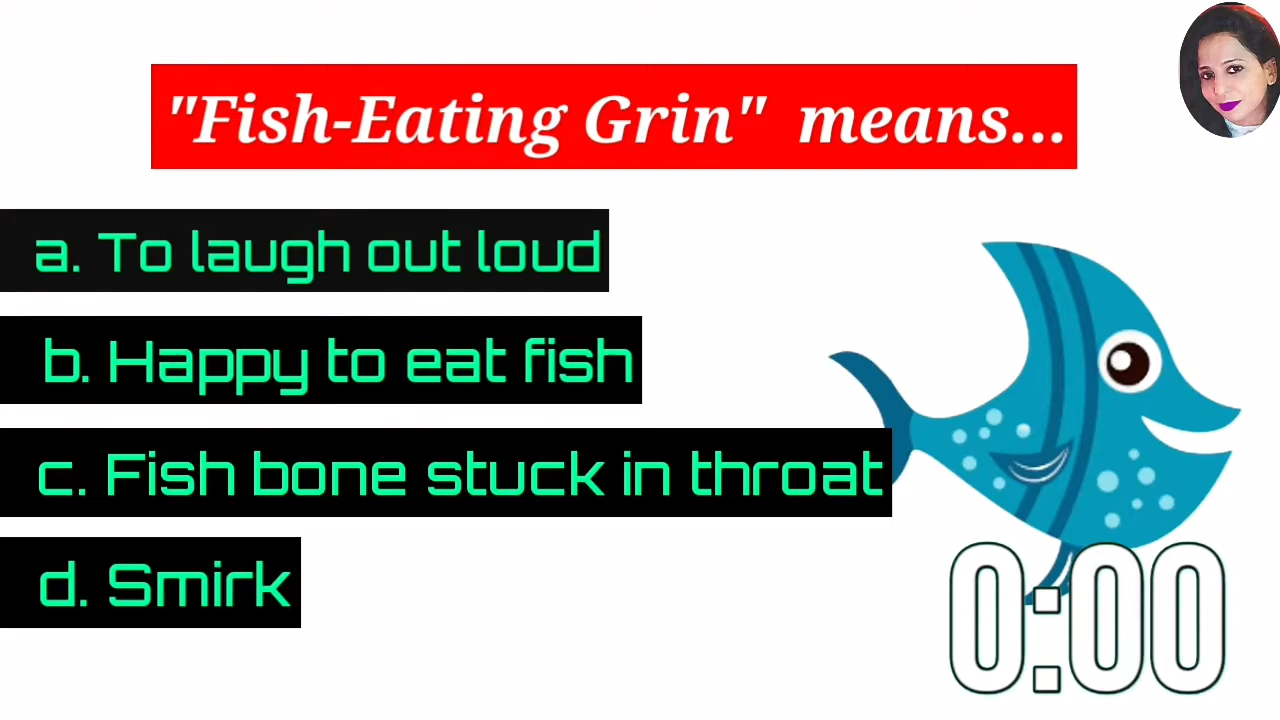 "Fish-Eating Grin" means...
a. To laugh out loud
b. Happy to eat fish
c. Fish bone stuck in throat
d. Smirk
0:00